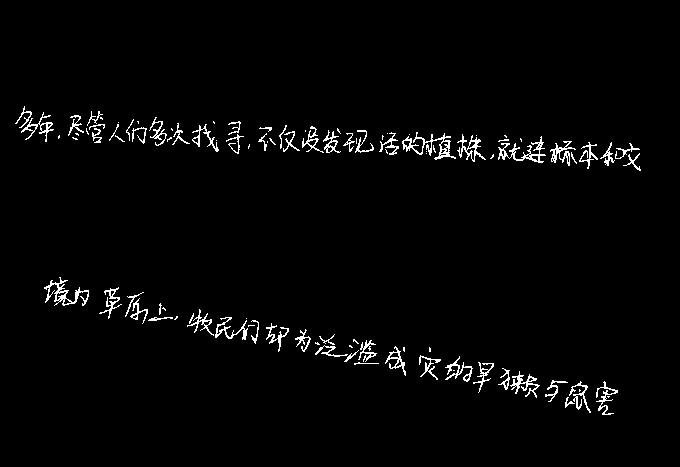 多年,尽管人们多次找寻,不仅没发现活的植株,就连标本和文
境内草原上,牧民们却为泛滥成灾的旱獭与鼠害